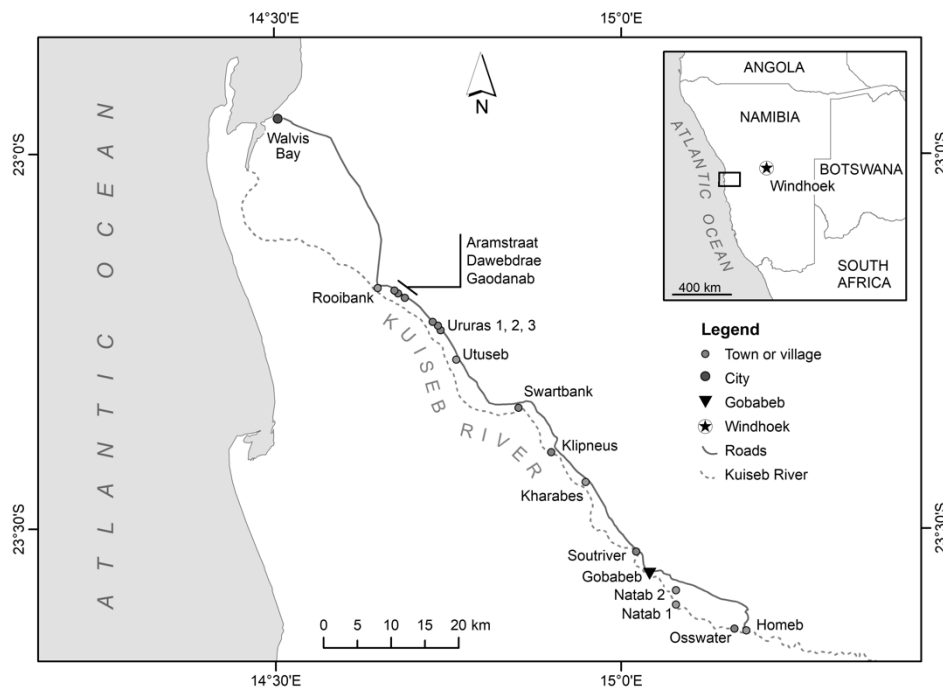 14°30'E
15°0'E
23°0'S
23°0'S
23°30'S
23°30'S
14°30'E
15°0'E
ATLANTIC OCEAN
N
Walvis
Bay
Aramstraat
Dawebdrae
Gaodanab
Rooibank
Ururas 1, 2, 3
Utuseb
KUISEB RIVER
Swartbank
Klipneus
Kharabes
Soutriver
Gobabeb
Natab 2
Natab 1
Osswater
Homeb
0 5 10 15 20 km
ANGOLA
NAMIBIA
BOTSWANA
Windhoek
ATLANTIC OCEAN
SOUTH
AFRICA
400 km
Legend
Town or village
City
Gobabeb
Windhoek
Roads
Kuiseb River